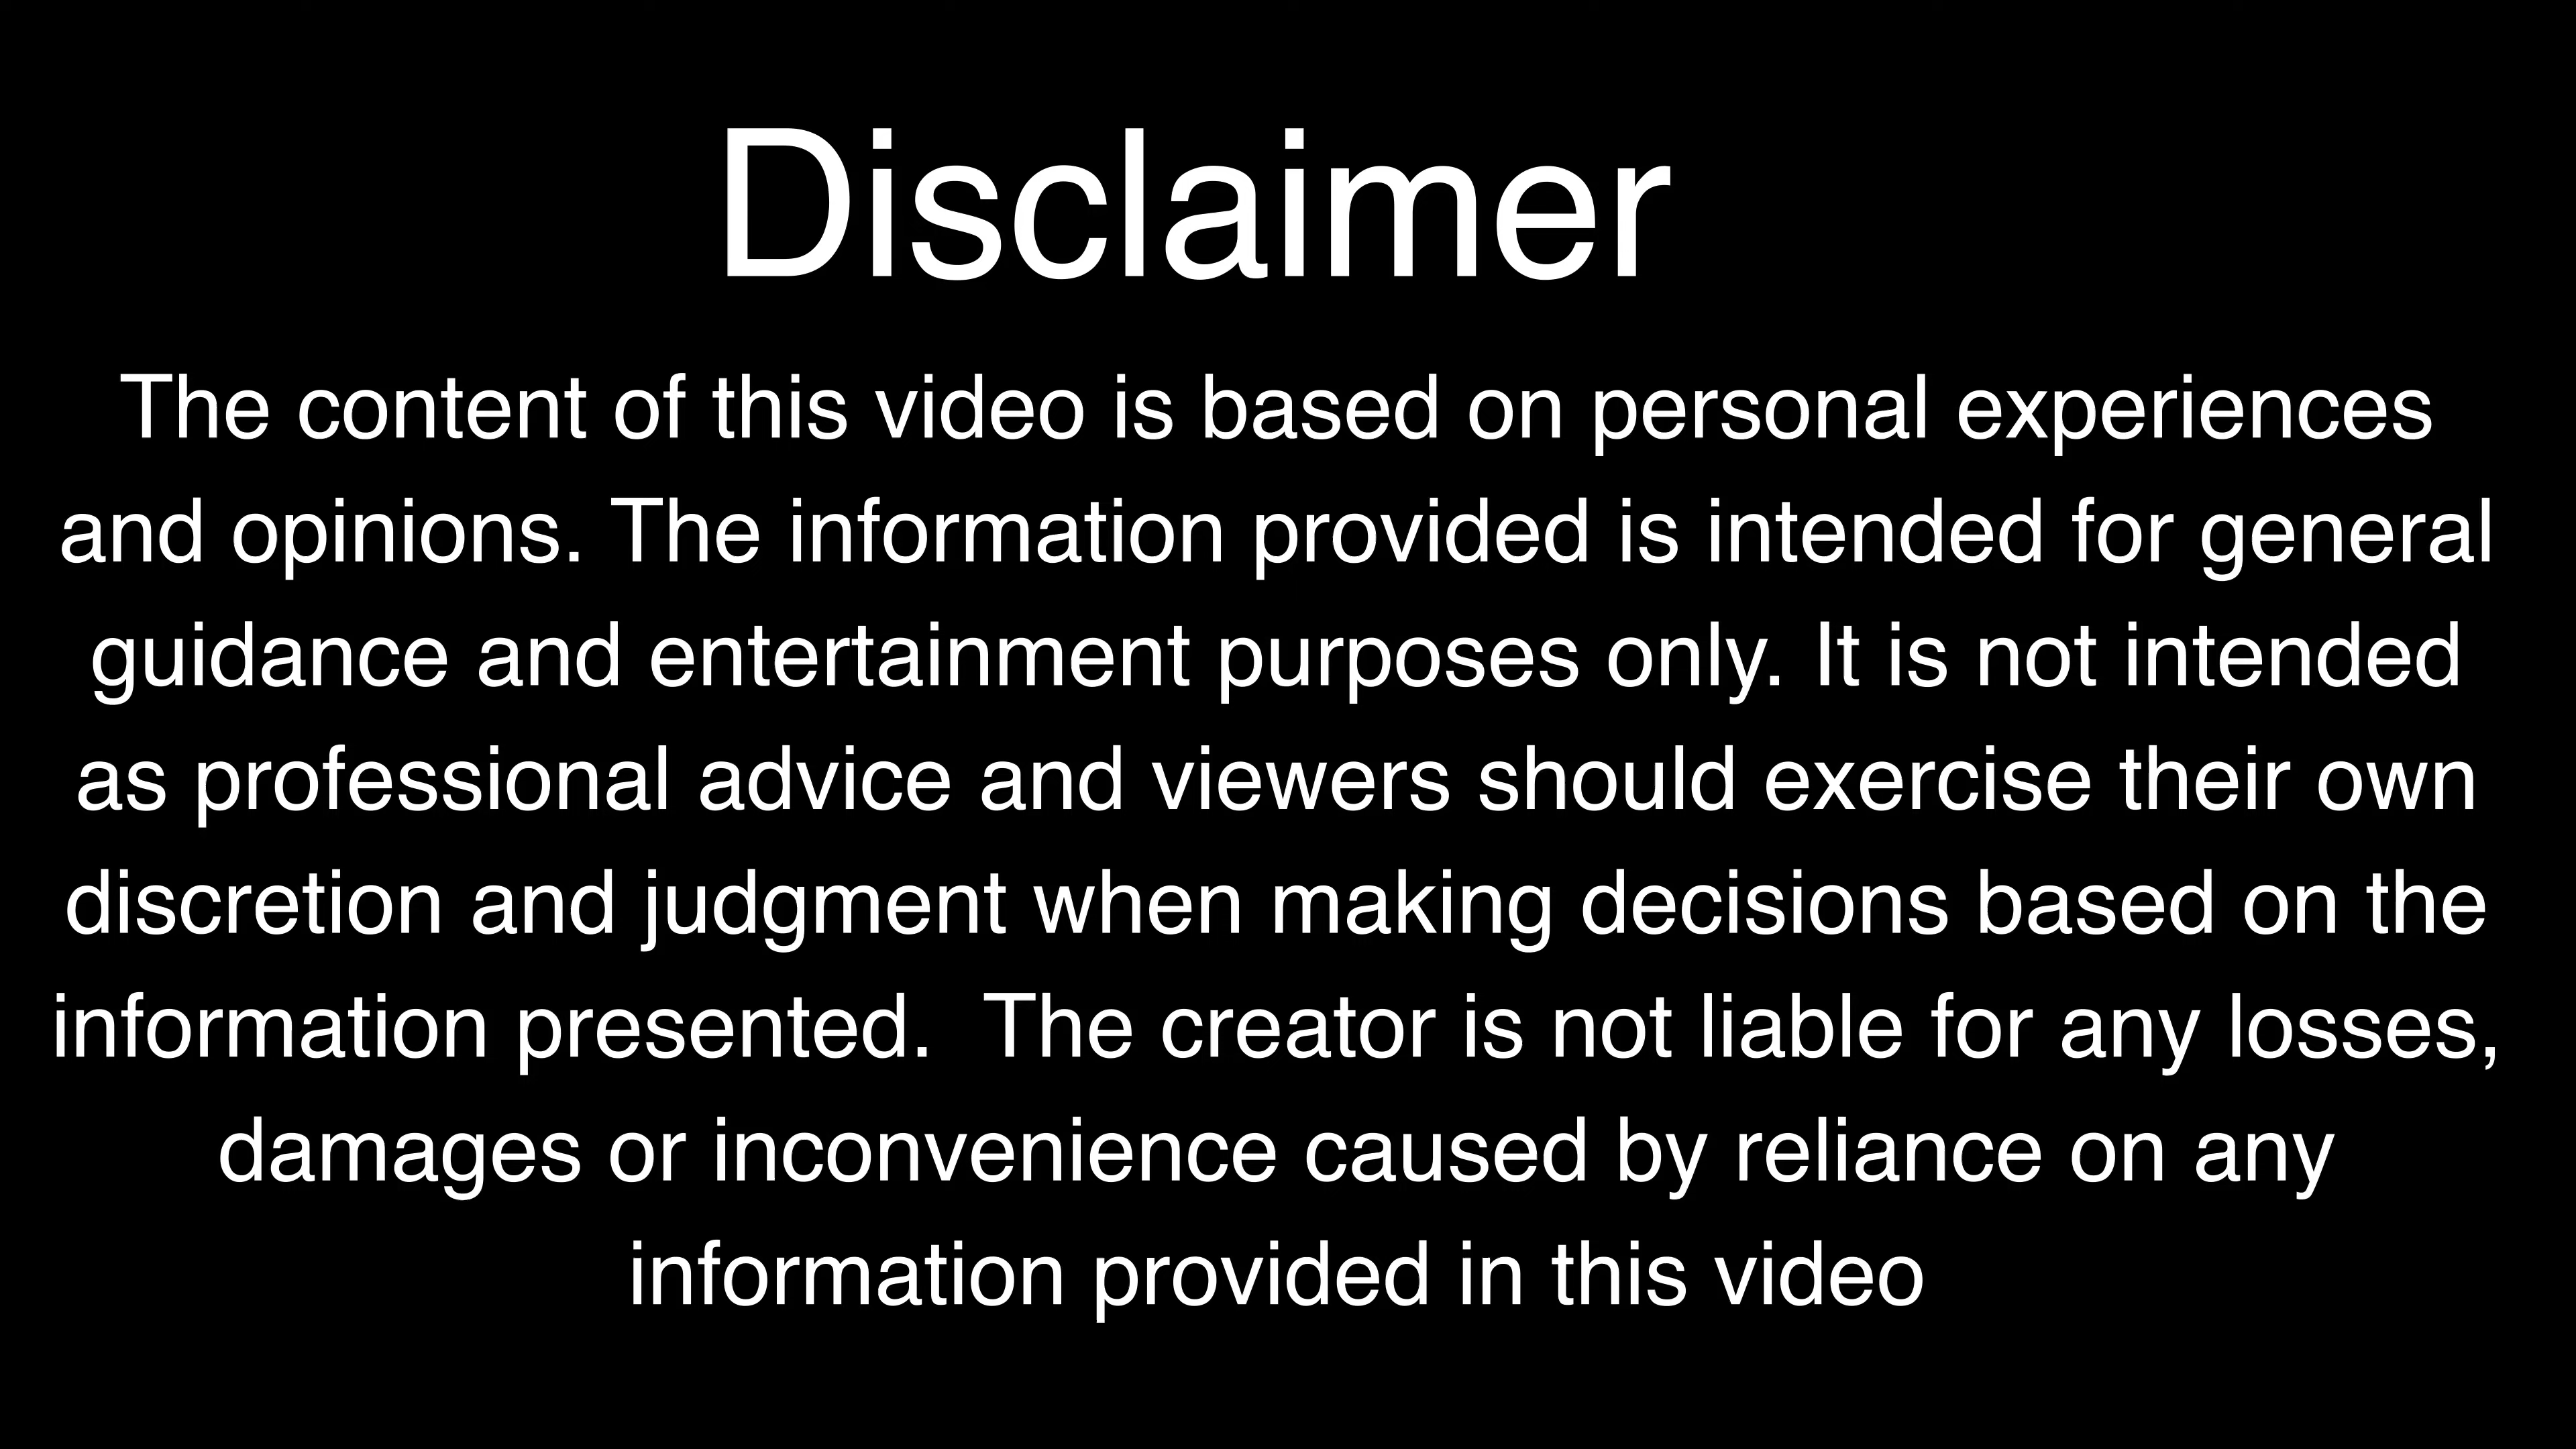 Disclaimer
The content of this video is based on personal experiences
and opinions. The information provided is intended for general
guidance and entertainment purposes only. It is not intended
as professional advice and viewers should exercise their own
discretion and judgment when making decisions based on the
information presented.  The creator is not liable for any losses,
damages or inconvenience caused by reliance on any
information provided in this video